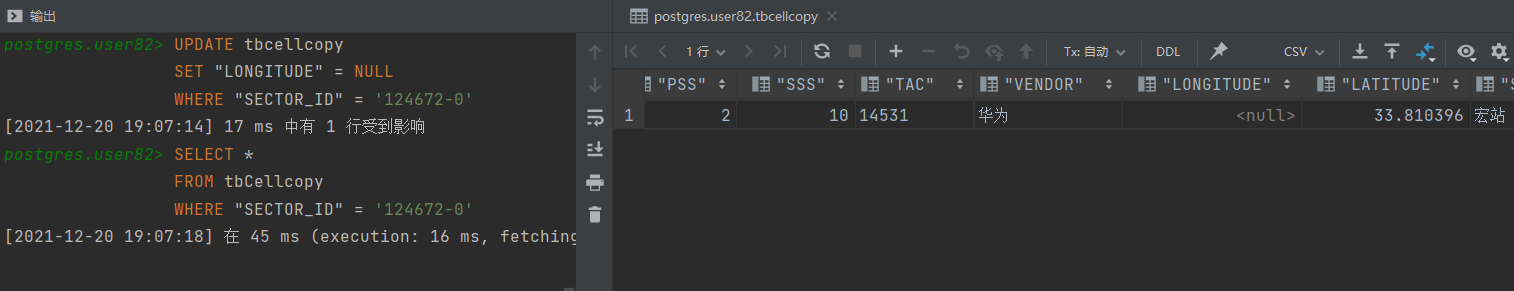 输出
postgres.user82> UPDATE tbcellcopy
SET "LONGITUDE" = NULL
WHERE "SECTOR_ID" = '124672-0'
[2021-12-20 19:07:14] 17 ms 中有 1 行受到影响
postgres.user82> SELECT *
FROM tbCellcopy
WHERE "SECTOR_ID" = '124672-0'
[2021-12-20 19:07:18] 在 45 ms (execution: 16 ms, fetching
postgres.user82.tbcellcopy
1 行 Tx: 自动 DDL CSV
"PSS" "SSS" "TAC" "VENDOR" "LONGITUDE" "LATITUDE" "S
1 2 10 14531 华为 <null> 33.810396 宏站